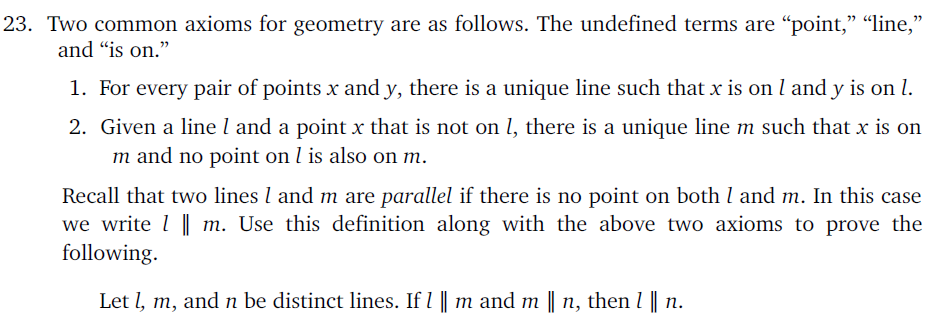 23. Two common axioms for geometry are as follows. The undefined terms are “point,” “line,”
and “is on.”
1. For every pair of points x and y, there is a unique line such that x is on l and y is on l.
2. Given a line l and a point x that is not on l, there is a unique line m such that x is on
m and no point on l is also on m.
Recall that two lines l and m are parallel if there is no point on both l and m. In this case
we write l ∥ m. Use this definition along with the above two axioms to prove the
following.
Let l, m, and n be distinct lines. If l ∥ m and m ∥ n, then l ∥ n.